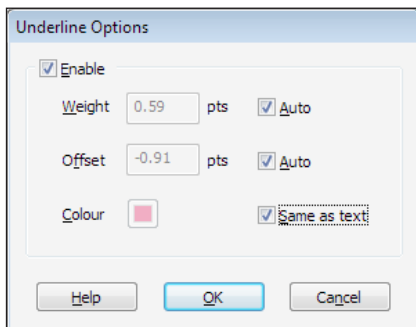 Underline Options
Enable
Weight 0.59 pts Auto
Offset -0.91 pts Auto
Colour Same as text
Help OK Cancel